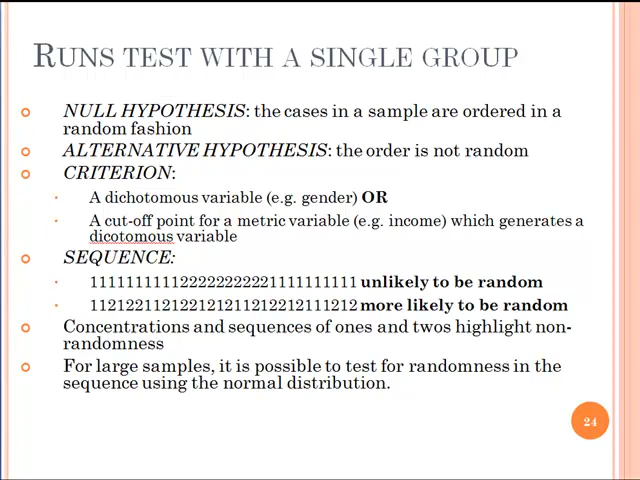 RUNS TEST WITH A SINGLE GROUP
NULL HYPOTHESIS: the cases in a sample are ordered in a
random fashion
ALTERNATIVE HYPOTHESIS: the order is not random
CRITERION:
A dichotomous variable (e.g. gender) OR
A cut-off point for a metric variable (e.g. income) which generates a
dicotomous variable
SEQUENCE:
1111111111122222222221111111111 unlikely to be random
112122112122121211212212111212 more likely to be random
Concentrations and sequences of ones and twos highlight non-
randomness
For large samples, it is possible to test for randomness in the
sequence using the normal distribution.
24